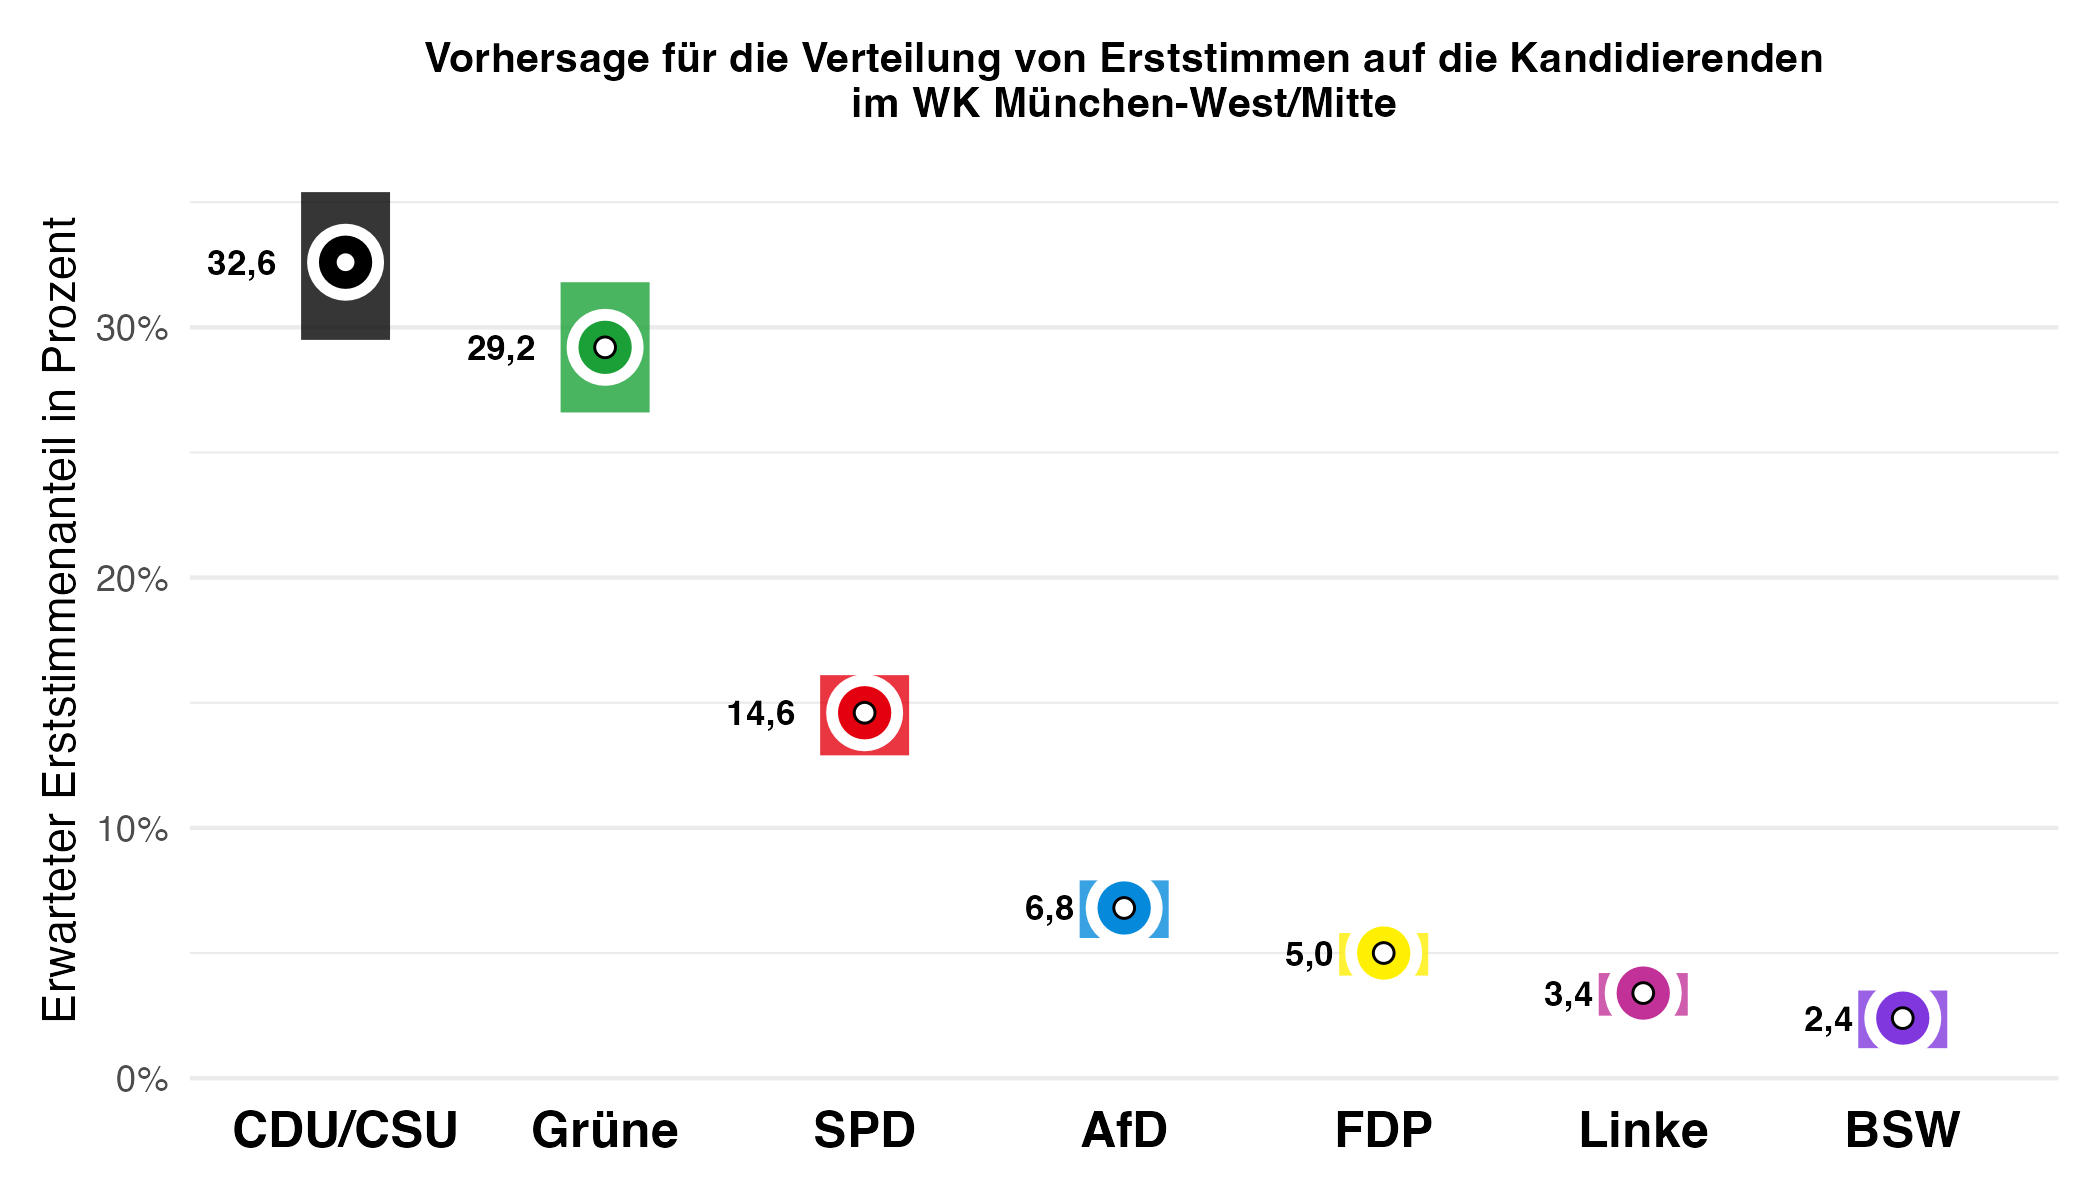 Vorhersage für die Verteilung von Erststimmen auf die Kandidierenden
im WK München-West/Mitte
Erwarteter Erststimmenanteil in Prozent
30%
20%
10%
0%
32,6
29,2
14,6
6,8
5,0
3,4
2,4
CDU/CSU
Grüne
SPD
AfD
FDP
Linke
BSW